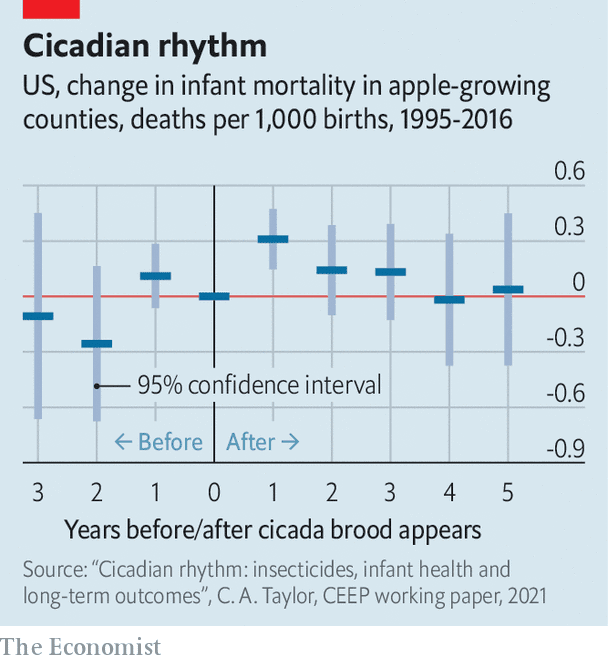 Cicadian rhythm
US, change in infant mortality in apple-growing
counties, deaths per 1,000 births, 1995-2016
0.6
0.3
0
-0.3
95% confidence interval
-0.6
← Before After →
-0.9
3 2 1 0 1 2 3 4 5
Years before/after cicada brood appears
Source: “Cicadian rhythm: insecticides, infant health and
long-term outcomes”, C. A. Taylor, CEEP working paper, 2021
The Economist